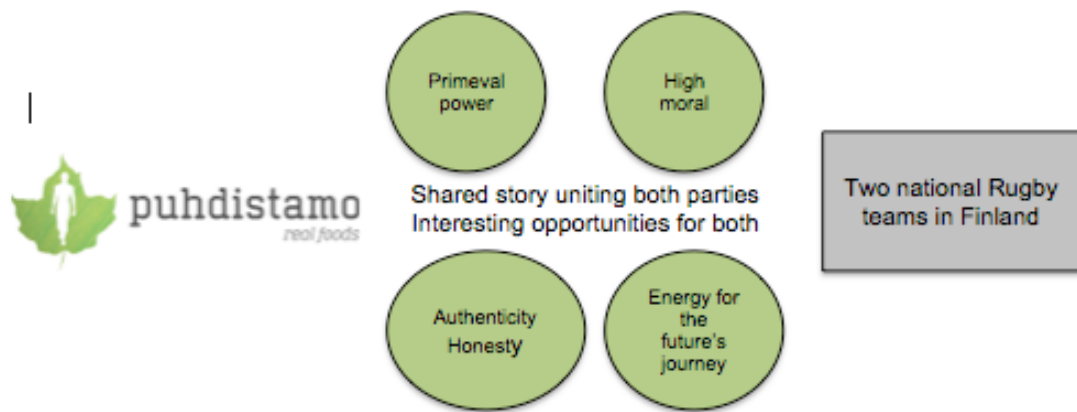 Primeval
power
High
moral
puhdistamo
real foods
Shared story uniting both parties
Interesting opportunities for both
Two national Rugby
teams in Finland
Authenticity
Honesty
Energy for
the
future's
journey